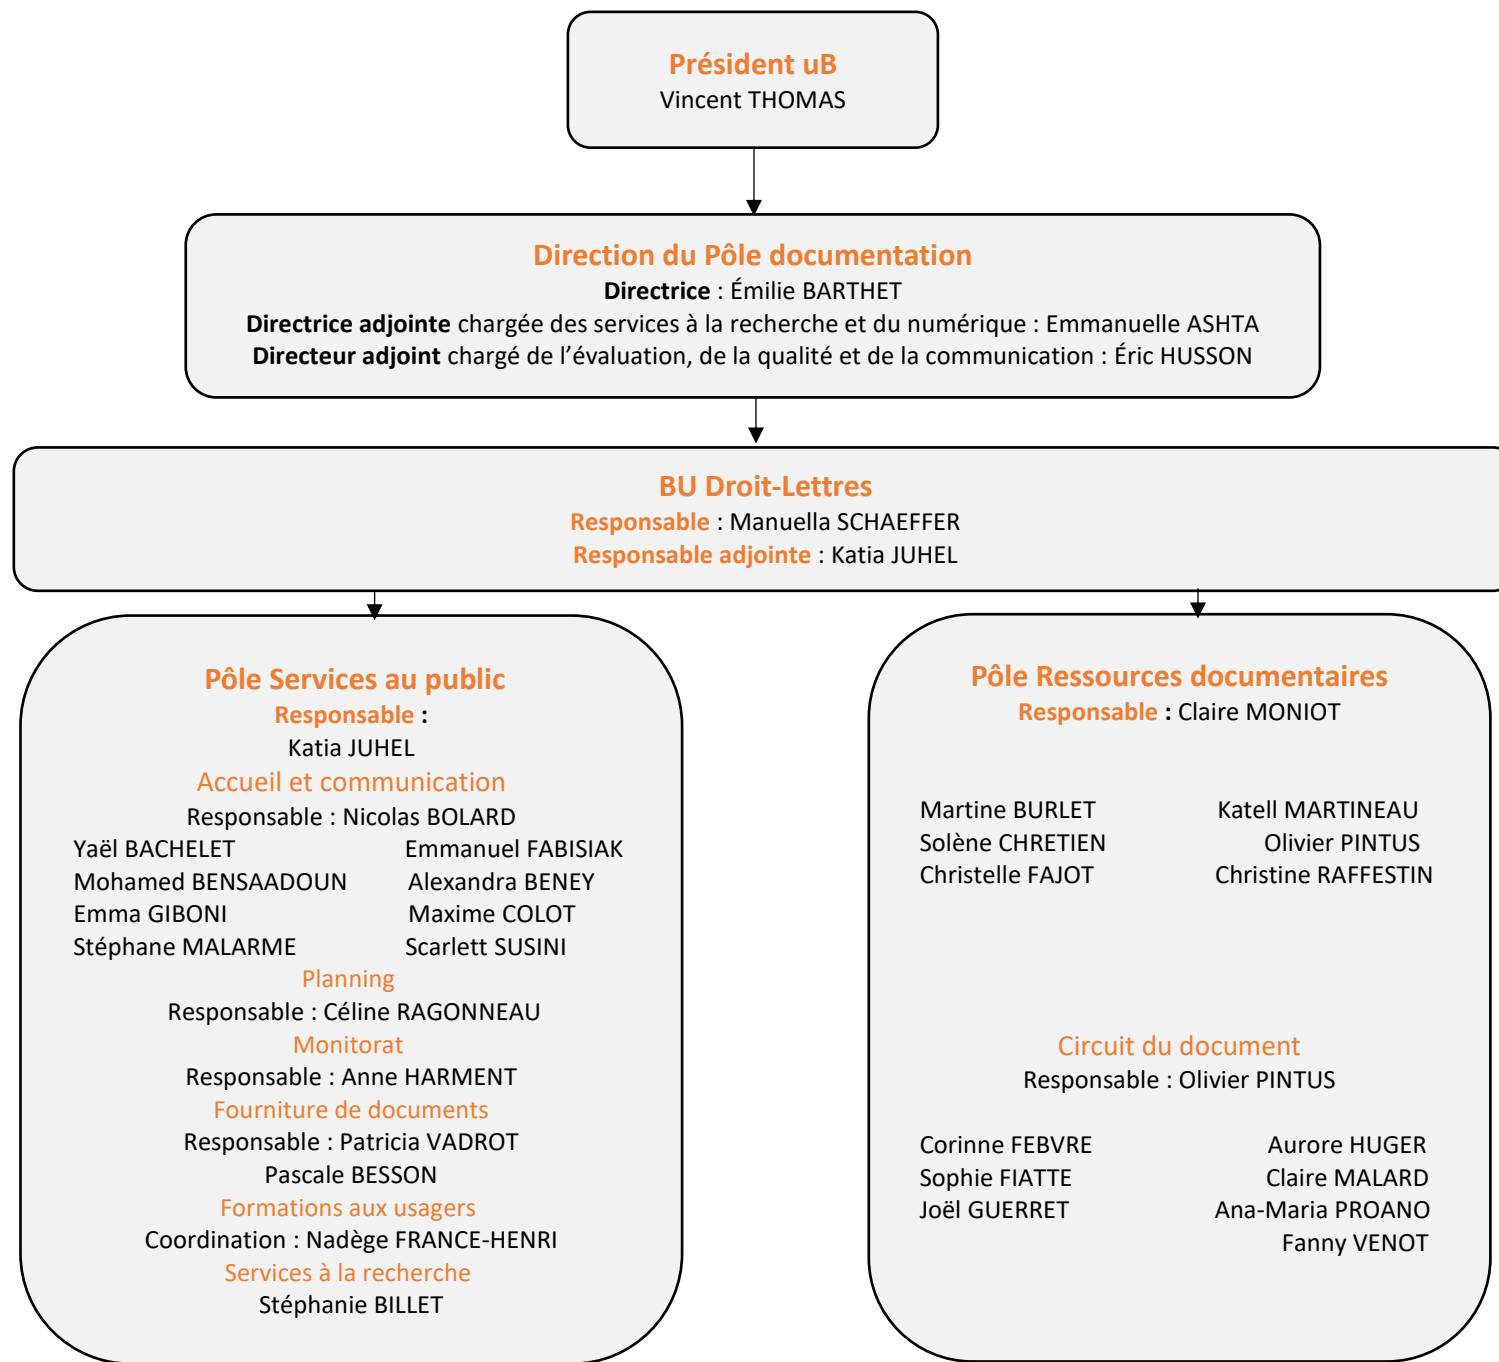 Président uB
Vincent THOMAS
Direction du Pôle documentation
Directrice : Émilie BARTHET
Directrice adjointe chargée des services à la recherche et du numérique : Emmanuelle ASHTA
Directeur adjoint chargé de l’évaluation, de la qualité et de la communication : Éric HUSSON
BU Droit-Lettres
Responsable : Manuella SCHAEFFER
Responsable adjointe : Katia JUHEL
Pôle Services au public
Responsable :
Katia JUHEL
Accueil et communication
Responsable : Nicolas BOLARD
Yaël BACHELET Emmanuel FABISIAK
Mohamed BENSAADOUN Alexandra BENEY
Emma GIBONI Maxime COLOT
Stéphane MALARME Scarlett SUSINI
Planning
Responsable : Céline RAGONNEAU
Monitorat
Responsable : Anne HARMENT
Fourniture de documents
Responsable : Patricia VADROT
Pascale BESSON
Formations aux usagers
Coordination : Nadège FRANCE-HENRI
Services à la recherche
Stéphanie BILLET
Pôle Ressources documentaires
Responsable : Claire MONIOT
Martine BURLET Katell MARTINEAU
Solène CHRETIEN Olivier PINTUS
Christelle FAJOT Christine RAFFESTIN
Circuit du document
Responsable : Olivier PINTUS
Corinne FEBVRE Aurore HUGER
Sophie FIATTE Claire MALARD
Joël GUERRET Ana-Maria PROANO
Fanny VENOT